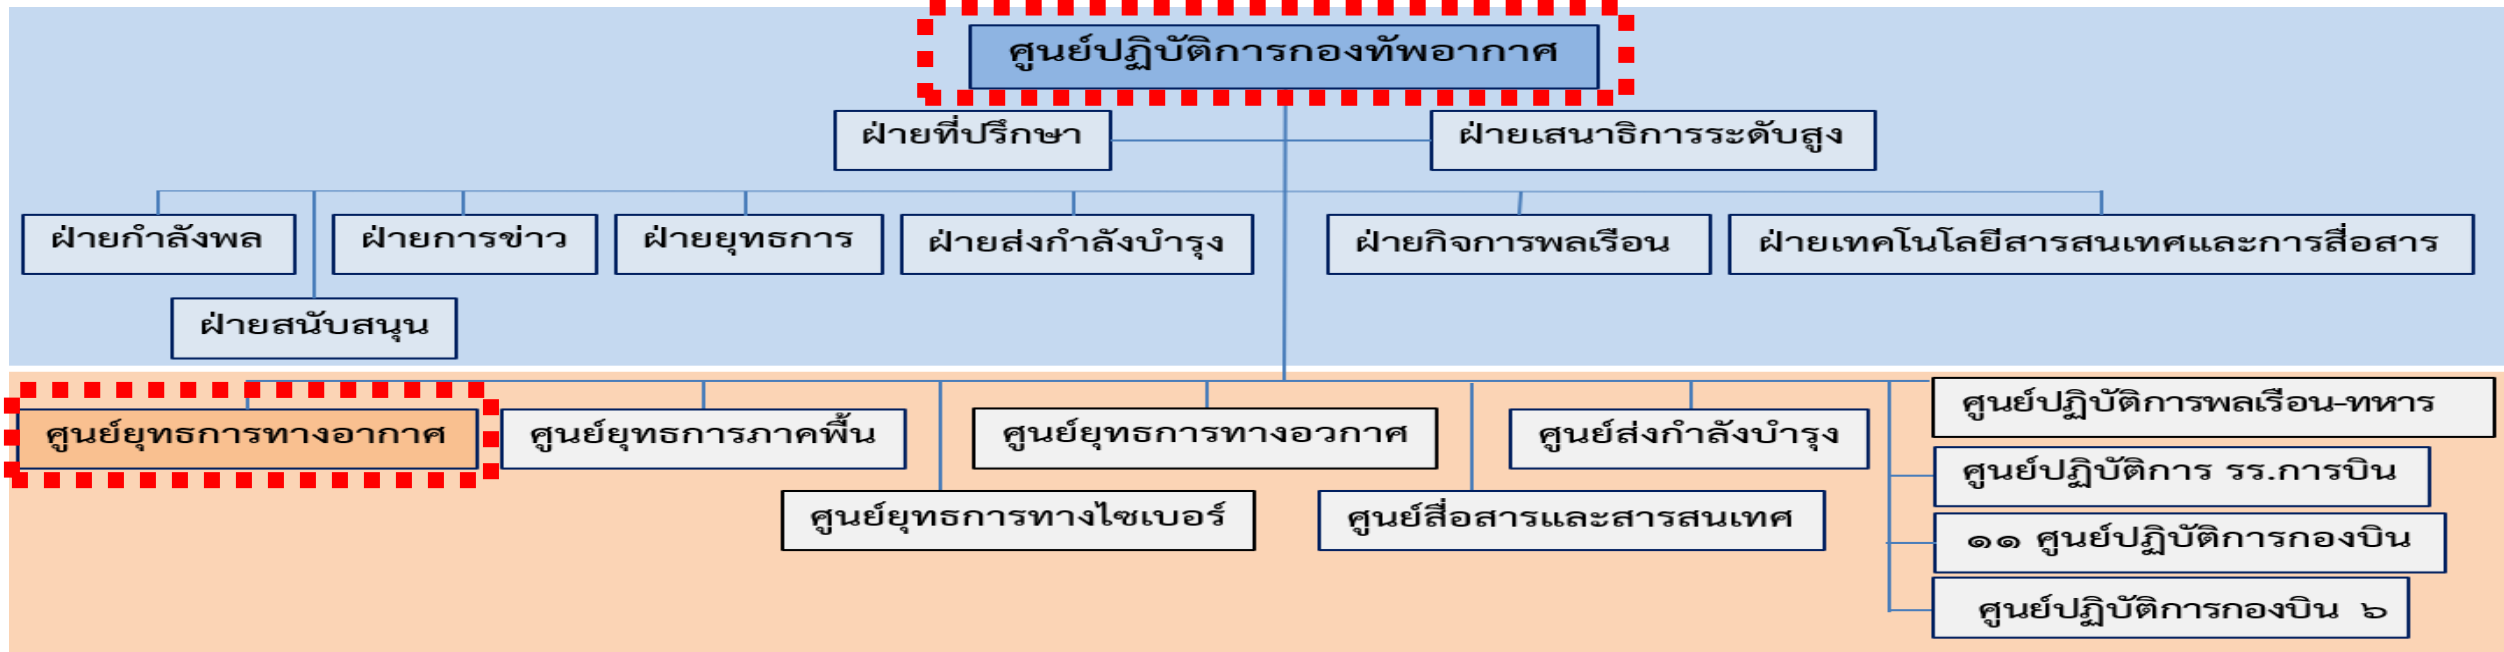 ศูนย์ปฏิบัติการกองทัพอากาศ
ฝ่ายที่ปรึกษา
ฝ่ายเสนาธิการระดับสูง
ฝ่ายกำลังพล
ฝ่ายการข่าว
ฝ่ายยุทธการ
ฝ่ายส่งกำลังบำรุง
ฝ่ายกิจการพลเรือน
ฝ่ายเทคโนโลยีสารสนเทศและการสื่อสาร
ฝ่ายสนับสนุน
ศูนย์ยุทธการทางอากาศ
ศูนย์ยุทธการภาคพื้น
ศูนย์ยุทธการทางอวกาศ
ศูนย์ส่งกำลังบำรุง
ศูนย์ปฏิบัติการพลเรือน-ทหาร
ศูนย์ปฏิบัติการ รร.การบิน
ศูนย์ยุทธการทางไซเบอร์
ศูนย์สื่อสารและสารสนเทศ
๑๑ ศูนย์ปฏิบัติการกองบิน
ศูนย์ปฏิบัติการกองบิน ๖